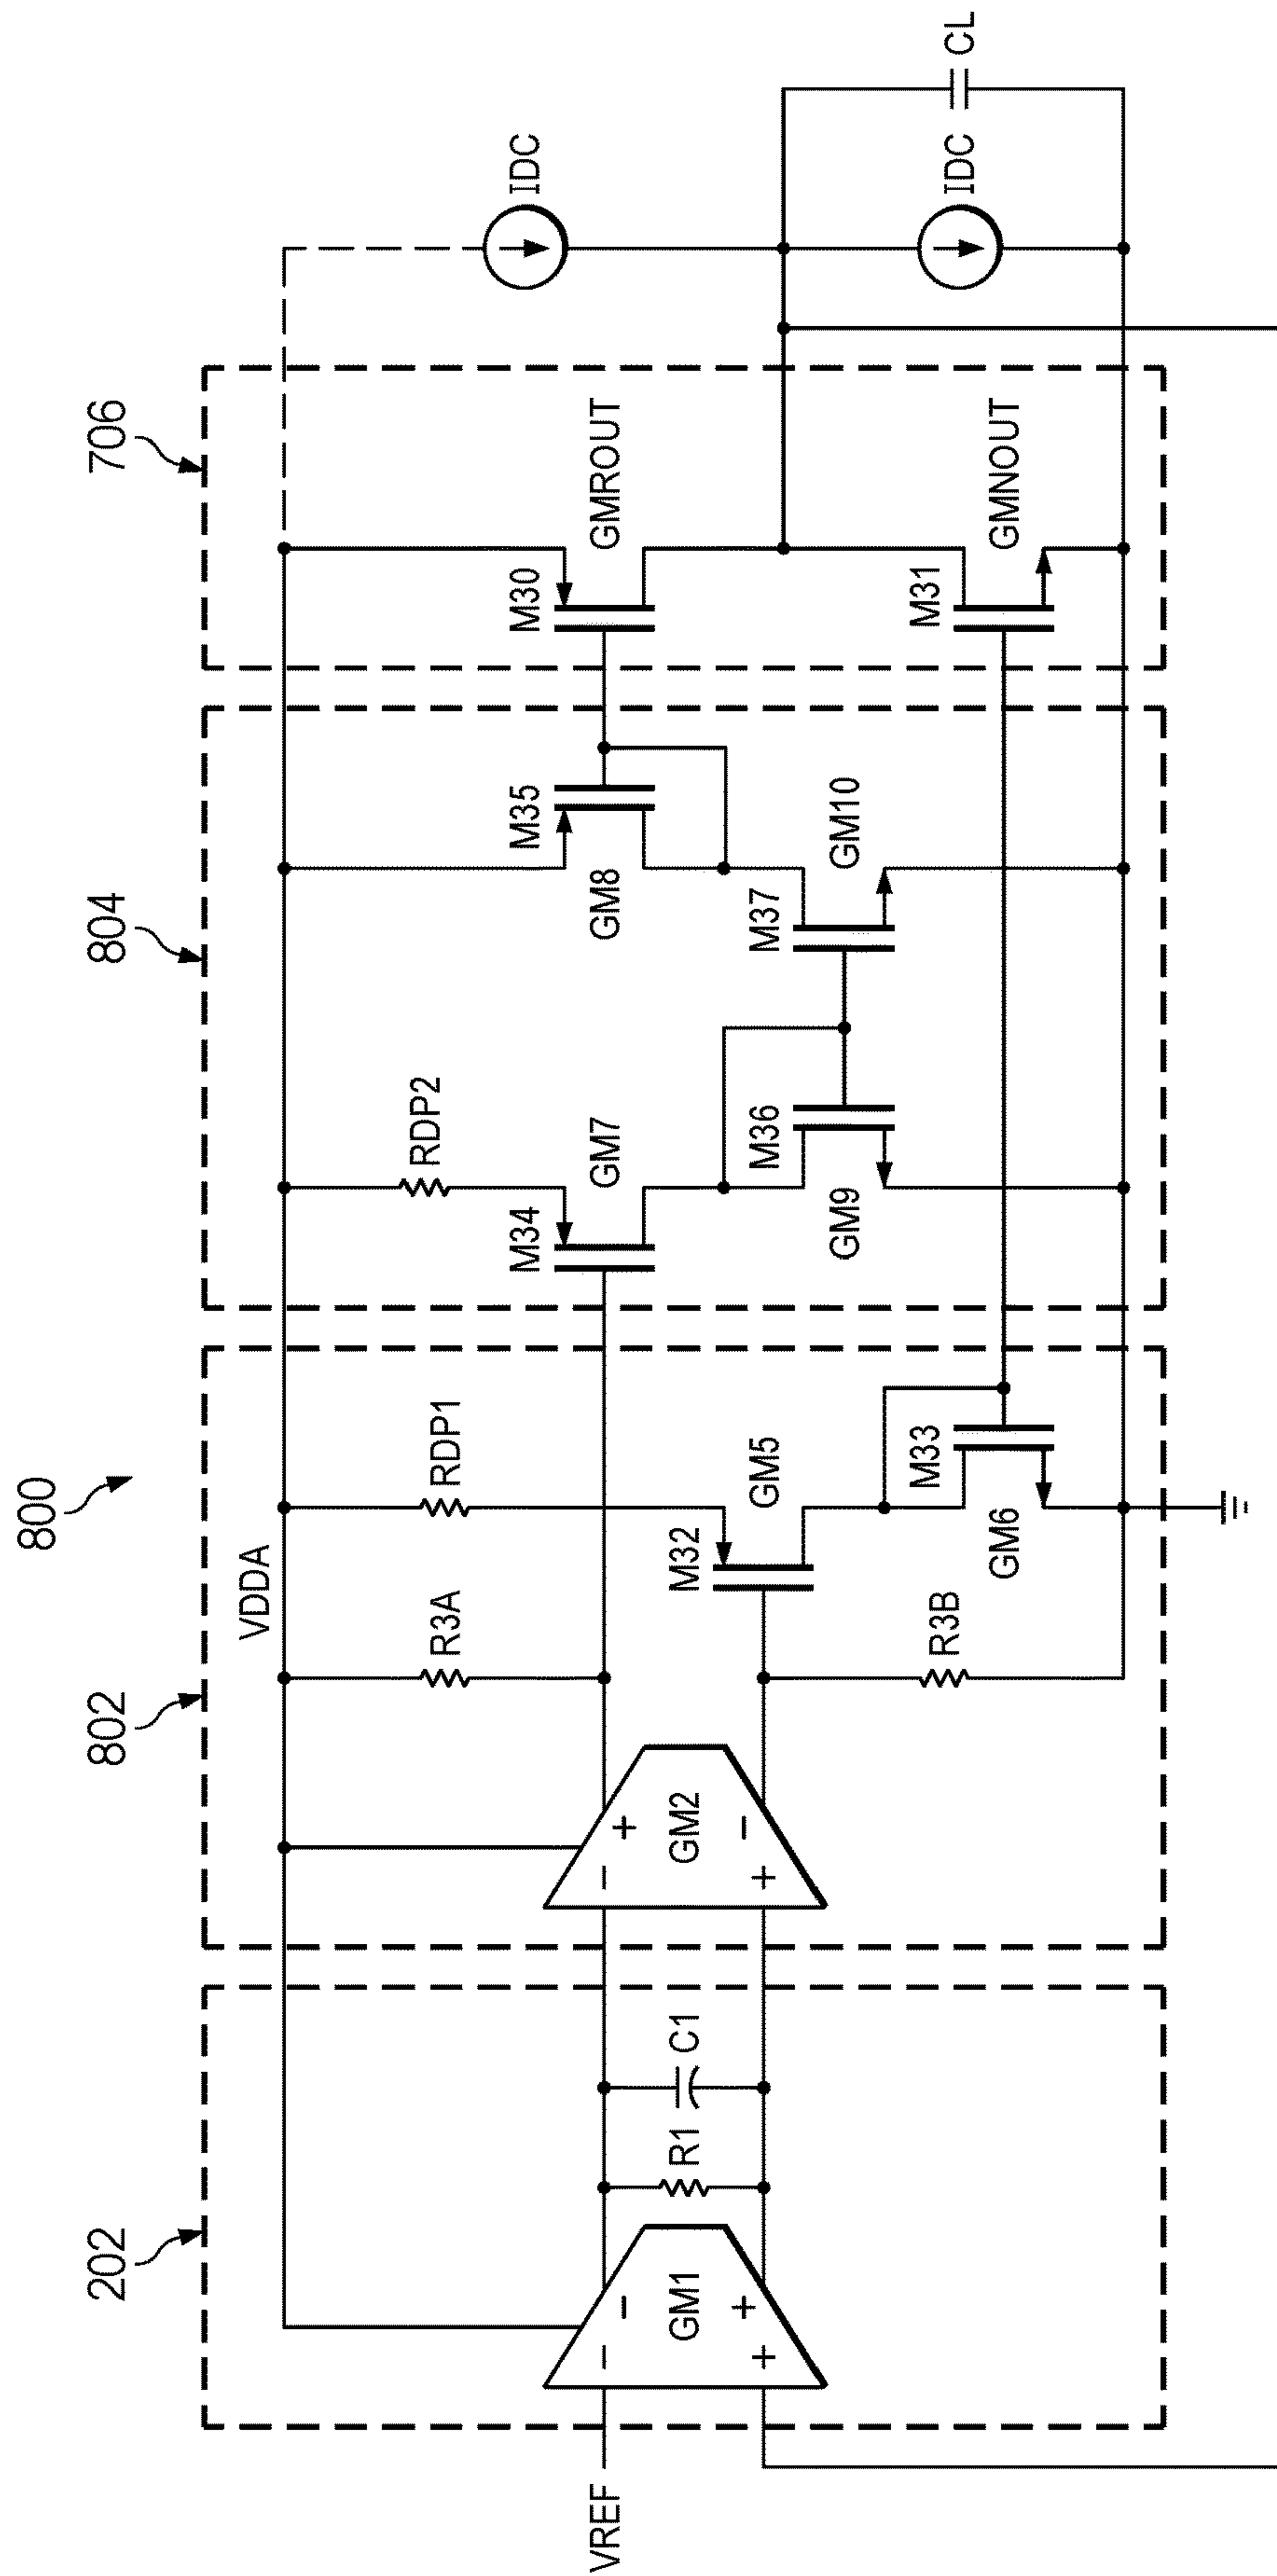 800
202
802
804
706
VDDA
R3A
RDP1
RDP2
IDC
M34
GM7
M35
GM8
M30
GMROUT
VREF
- -
GM1
+ +
R1
C1
- +
GM2
+ -
M32
GM5
R3B
M33
GM6
M36
GM9
M37
GM10
M31
GMNOUT
IDC
CL